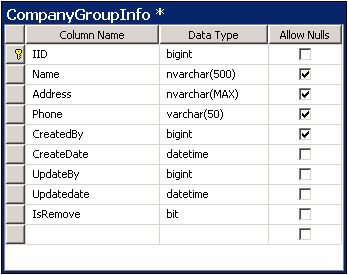 CompanyGroupInfo *
Column Name Data Type Allow Nulls
IID bigint
Name nvarchar(500)
Address nvarchar(MAX)
Phone varchar(50)
CreatedBy bigint
CreateDate datetime
UpdateBy bigint
Updatedate datetime
IsRemove bit